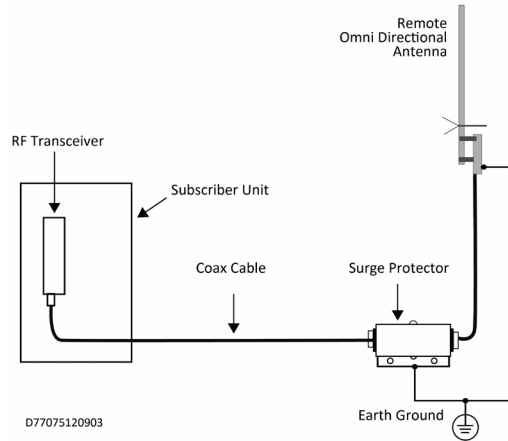 Remote
Omni Directional
Antenna
RF Transceiver
Subscriber Unit
Coax Cable
Surge Protector
Earth Ground
D77075120903